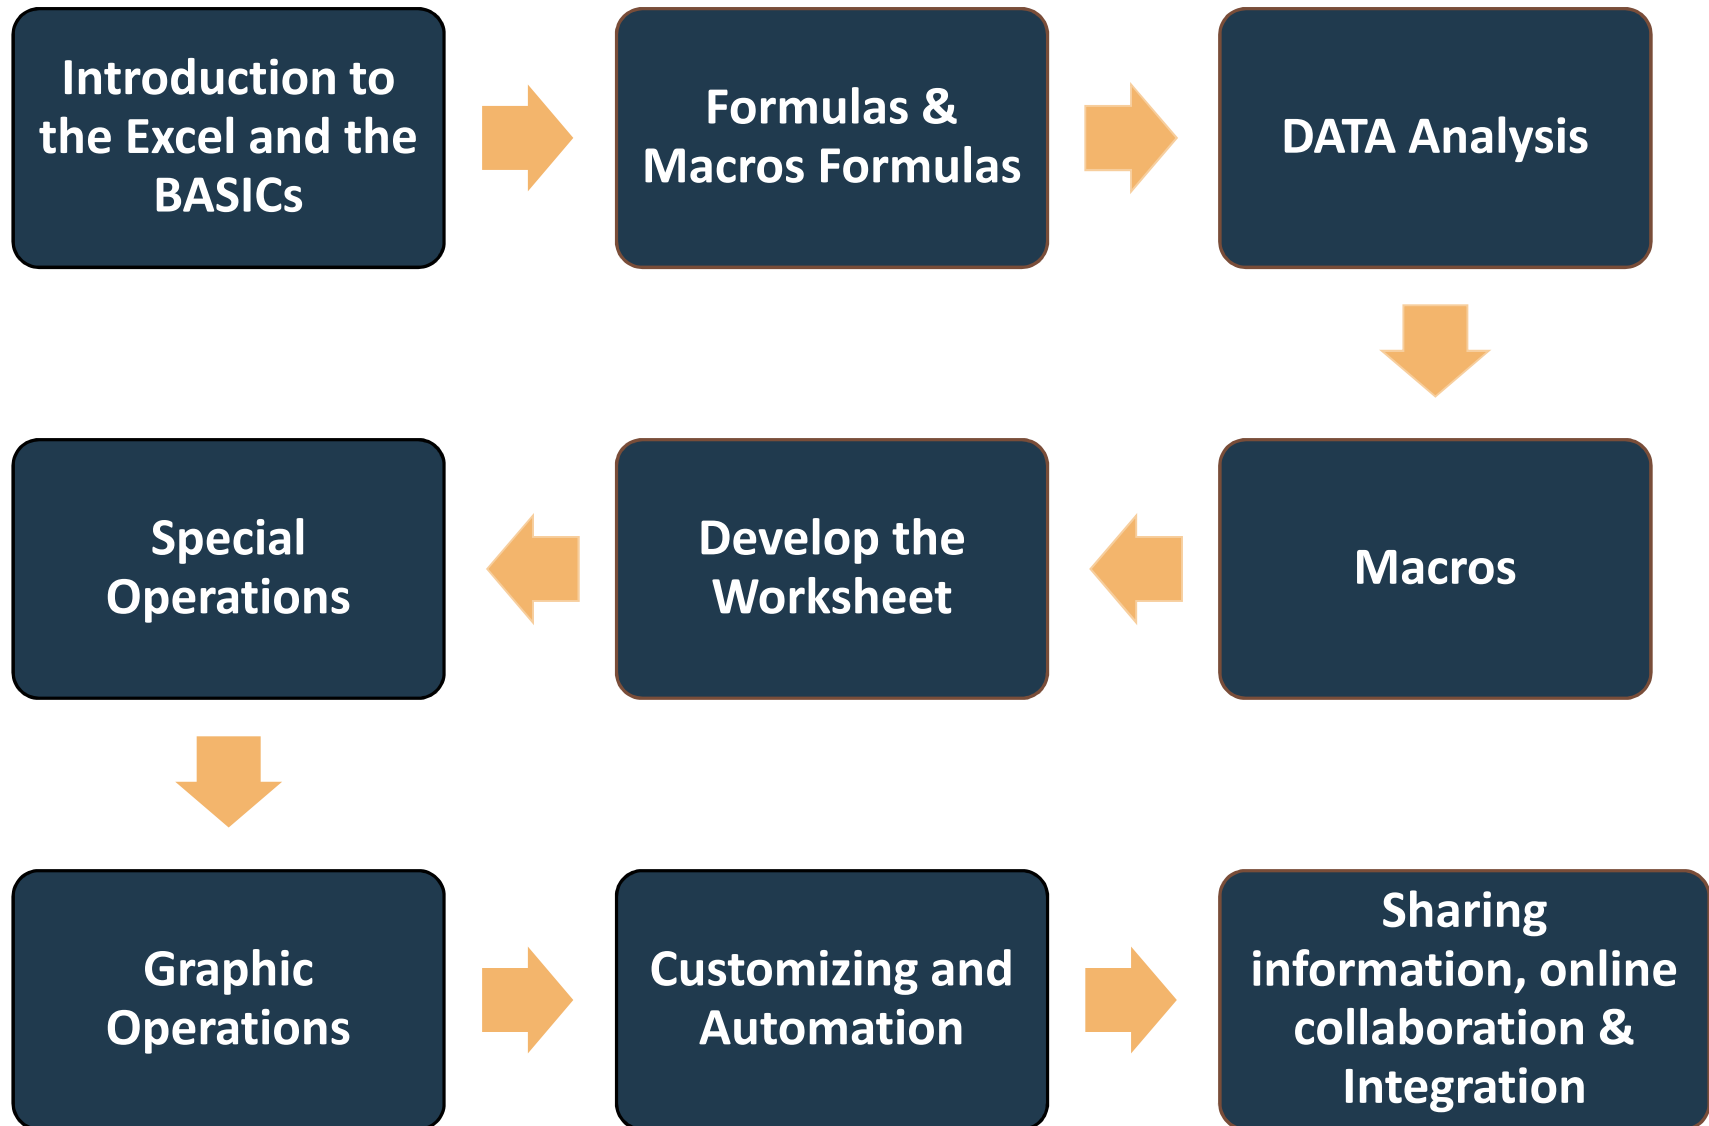 Introduction to
the Excel and the
BASICs
Formulas &
Macros Formulas
DATA Analysis
Macros
Develop the
Worksheet
Special
Operations
Graphic
Operations
Customizing and
Automation
Sharing
information, online
collaboration &
Integration